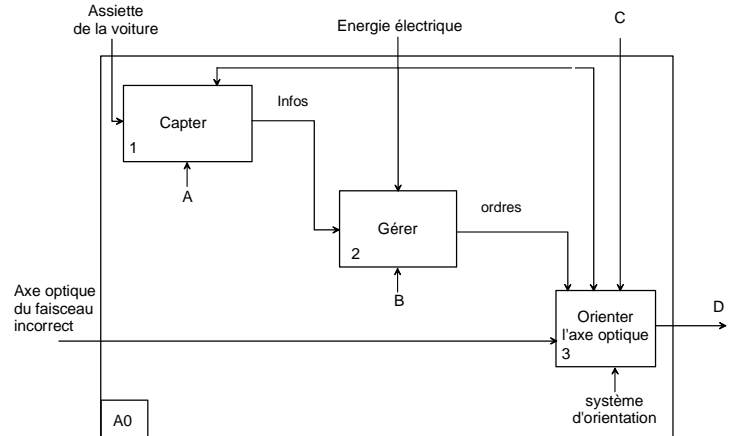 Assiette
de la voiture
Energie électrique
C
Capter
1
Infos
A
Gérer
2
ordres
B
Axe optique
du faisceau
incorrect
Orienter
l'axe optique
3
D
système
d'orientation
A0